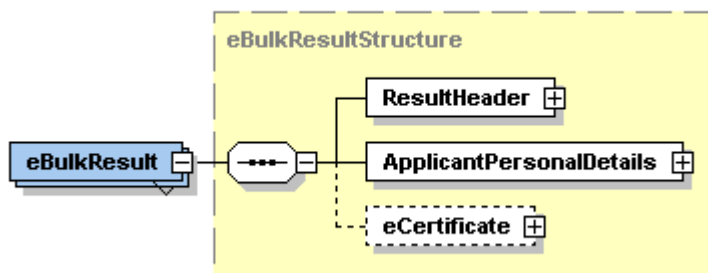 eBulkResultStructure
ResultHeader
eBulkResult
ApplicantPersonalDetails
eCertificate